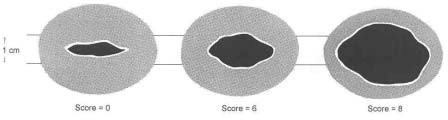 1 cm
Score = 0
Score = 6
Score = 8